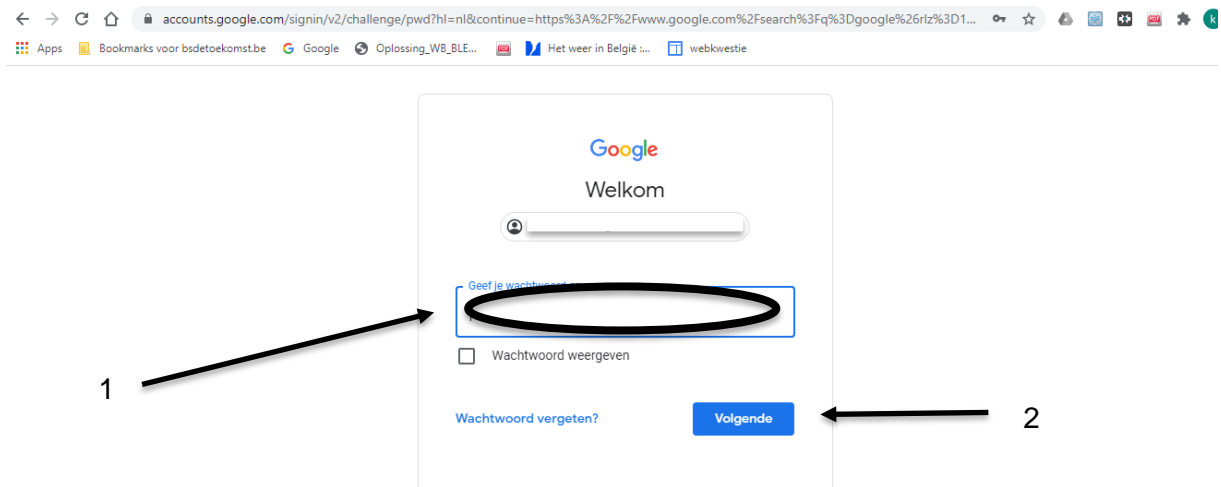 accounts.google.com/signin/v2/challenge/pwd?hl=nl&continue=https%3A%2F%2Fwww.google.com%2Fsearch%3Fq%3Dgoogle%26rlz%3D1...
k
Apps Bookmarks voor bsdetoekomst.be G Google Oplossing_WB_BLE... PDF Het weer in België :... webkwestie
Google
Welkom
Geef je wachtwoord
Wachtwoord weergeven
1
Wachtwoord vergeten? Volgende 2